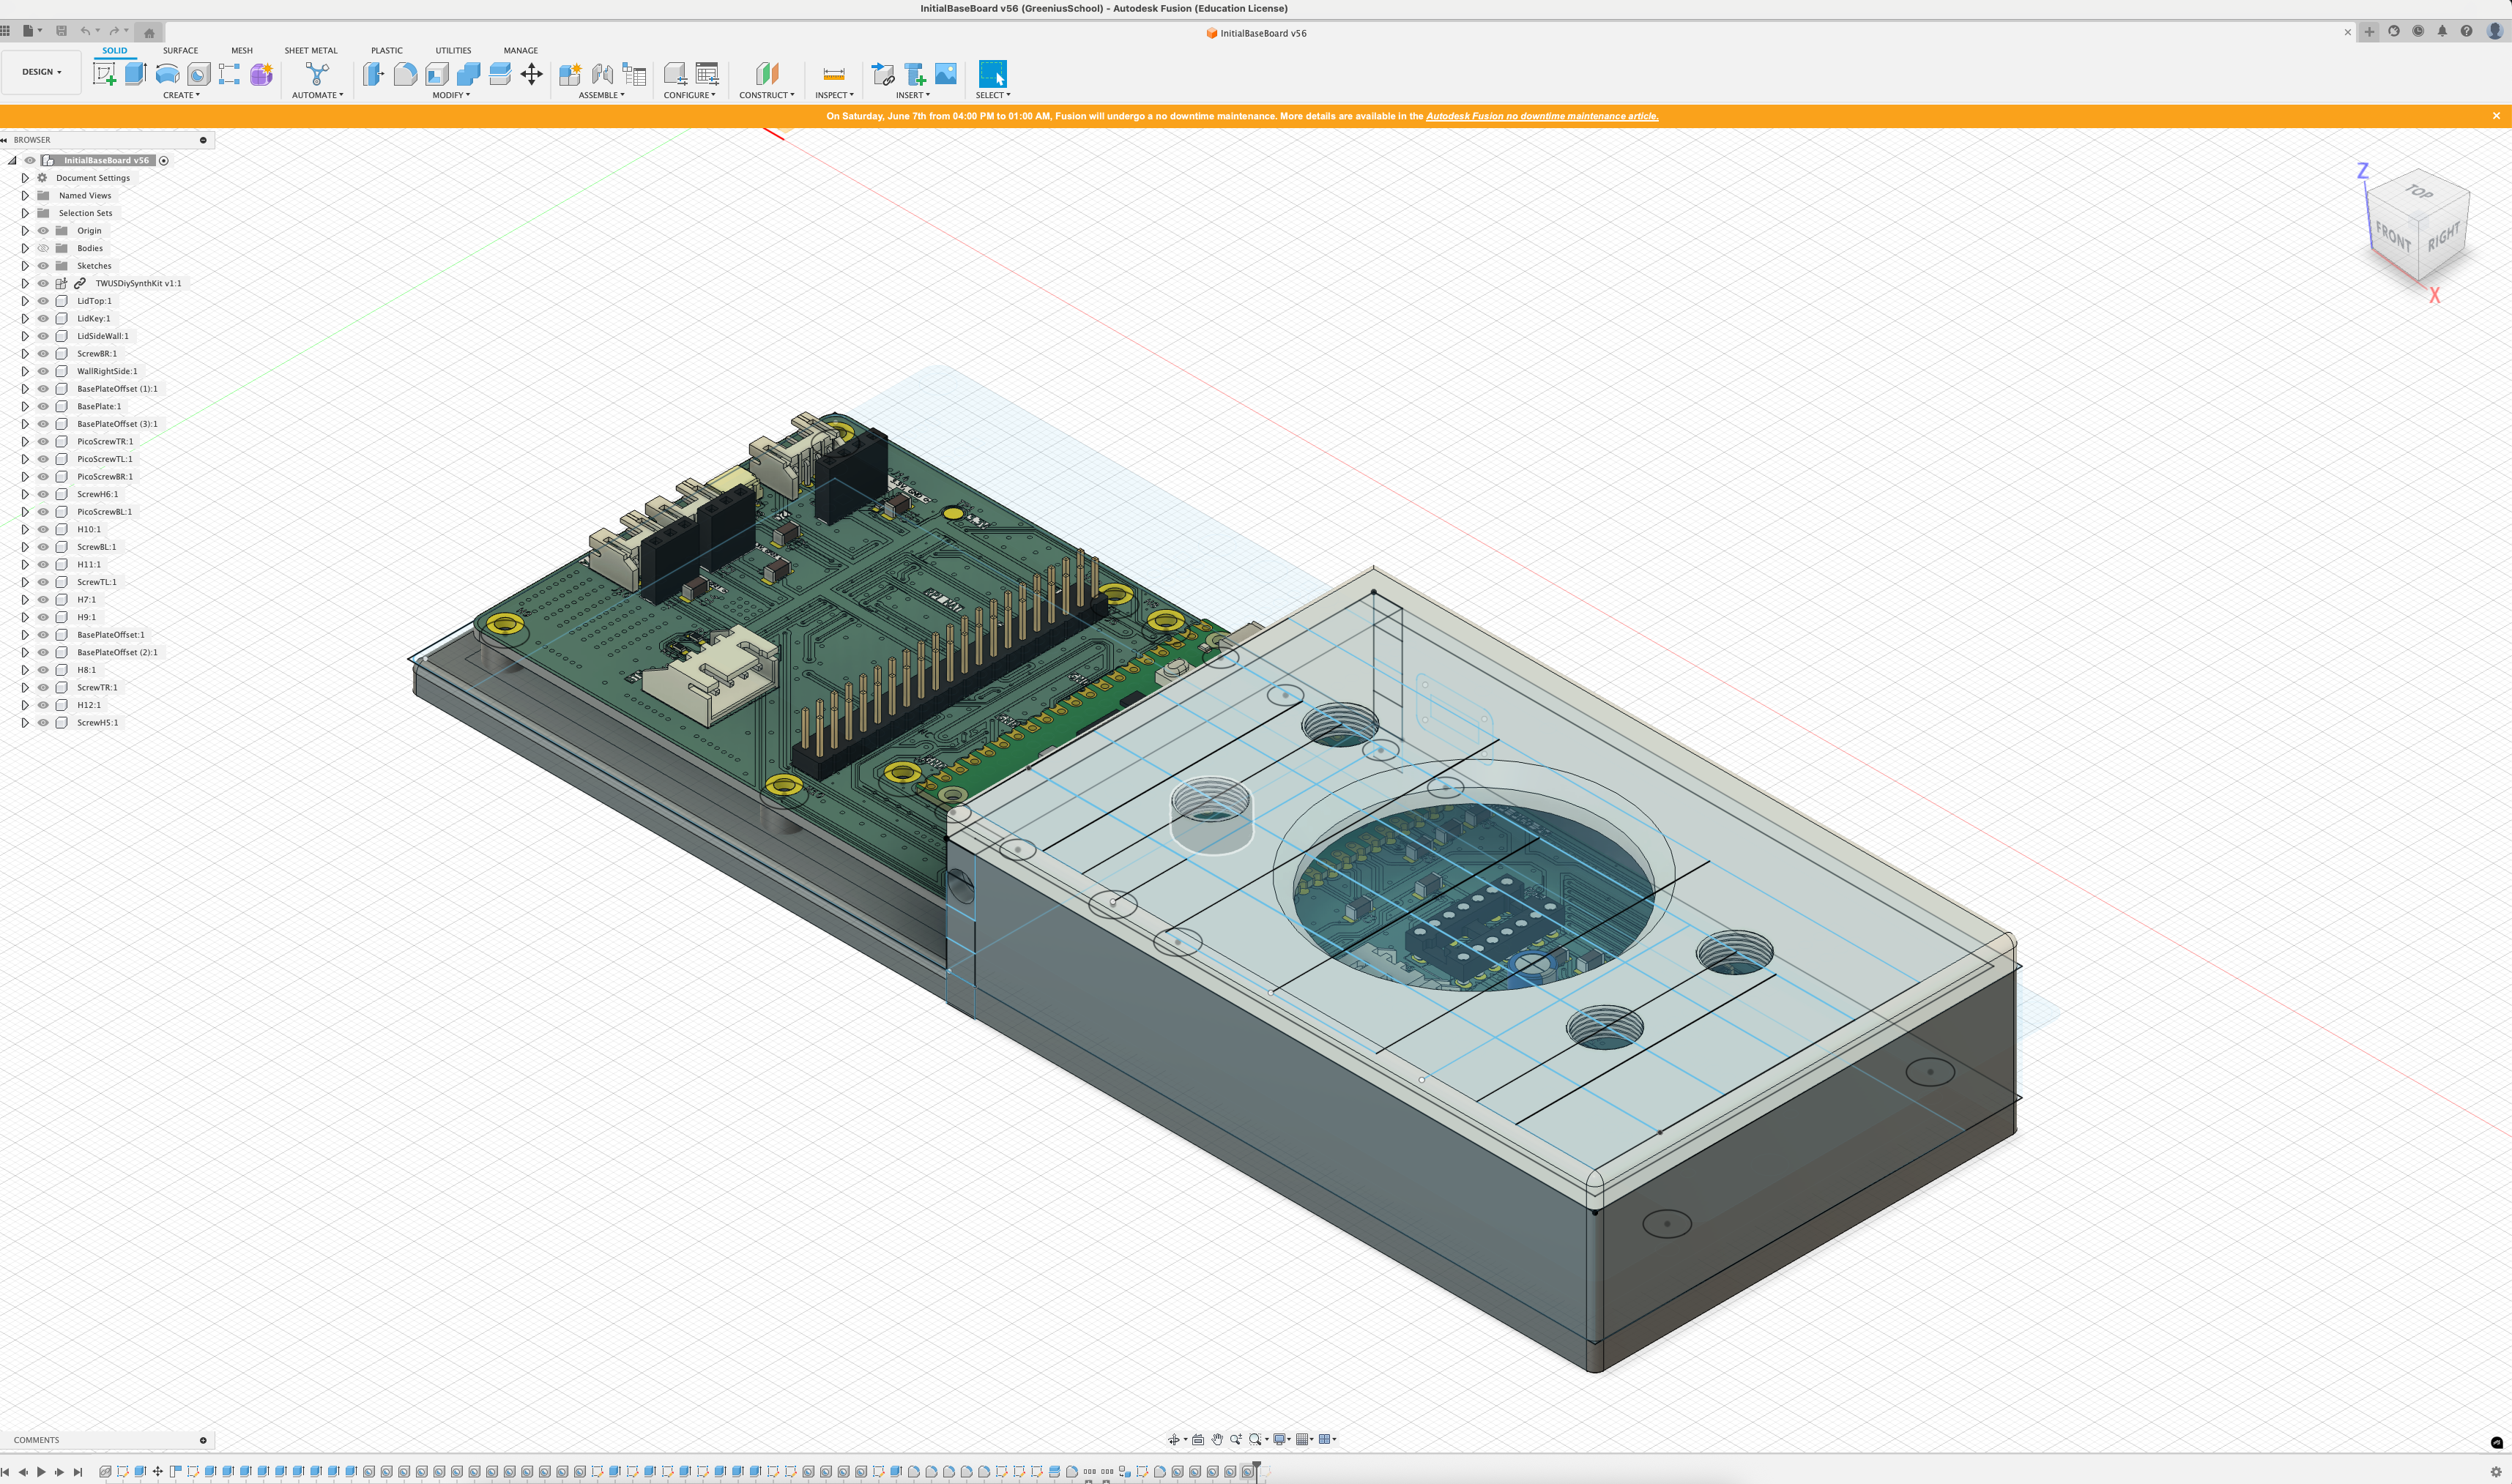 InitialBaseBoard v56 (GreeniusSchool) - Autodesk Fusion (Education License)
InitialBaseBoard v56
SOLID SURFACE MESH SHEET METAL PLASTIC UTILITIES MANAGE
DESIGN
CREATE AUTOMATE MODIFY ASSEMBLE CONFIGURE CONSTRUCT INSPECT INSERT SELECT
On Saturday, June 7th from 04:00 PM to 01:00 AM, Fusion will undergo a no downtime maintenance. More details are available in the Autodesk Fusion no downtime maintenance article.
BROWSER
InitialBaseBoard v56
Document Settings
Named Views
Selection Sets
Origin
Bodies
Sketches
TWUSDiySynthKit v1:1
LidTop:1
LidKey:1
LidSideWall:1
ScrewBR:1
WallRightSide:1
BasePlateOffset (1):1
BasePlate:1
BasePlateOffset (3):1
PicoScrewTR:1
PicoScrewTL:1
PicoScrewBR:1
ScrewH6:1
PicoScrewBL:1
H10:1
ScrewBL:1
H11:1
ScrewTL:1
H7:1
H9:1
BasePlateOffset:1
BasePlateOffset (2):1
H8:1
ScrewTR:1
H12:1
ScrewH5:1
Z
TOP
FRONT
RIGHT
X
COMMENTS